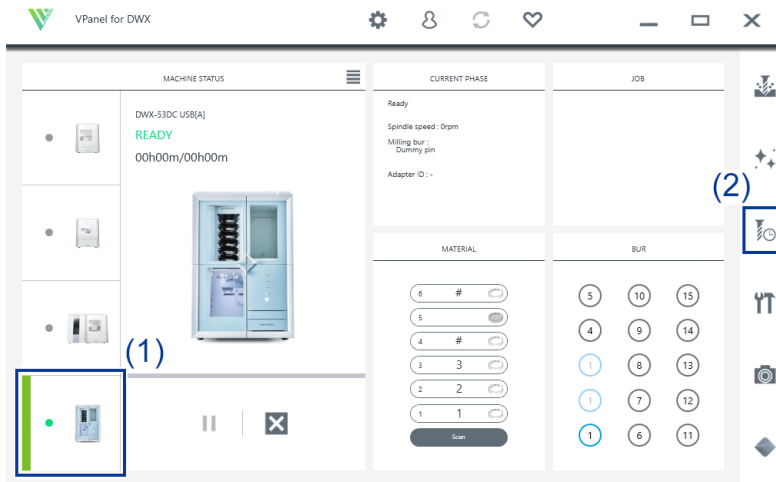 VPanel for DWX
MACHINE STATUS
DWX-53DC USB[A]
READY
00h00m/00h00m
(1)
CURRENT PHASE
Ready
Spindle speed : 0rpm
Milling bur :
Dummy pin
Adapter ID : -
JOB
(2)
MATERIAL
6 #
5
4 #
3 3
2 2
1 1
Scan
BUR
5 10 15
4 9 14
1 8 13
1 7 12
1 6 11